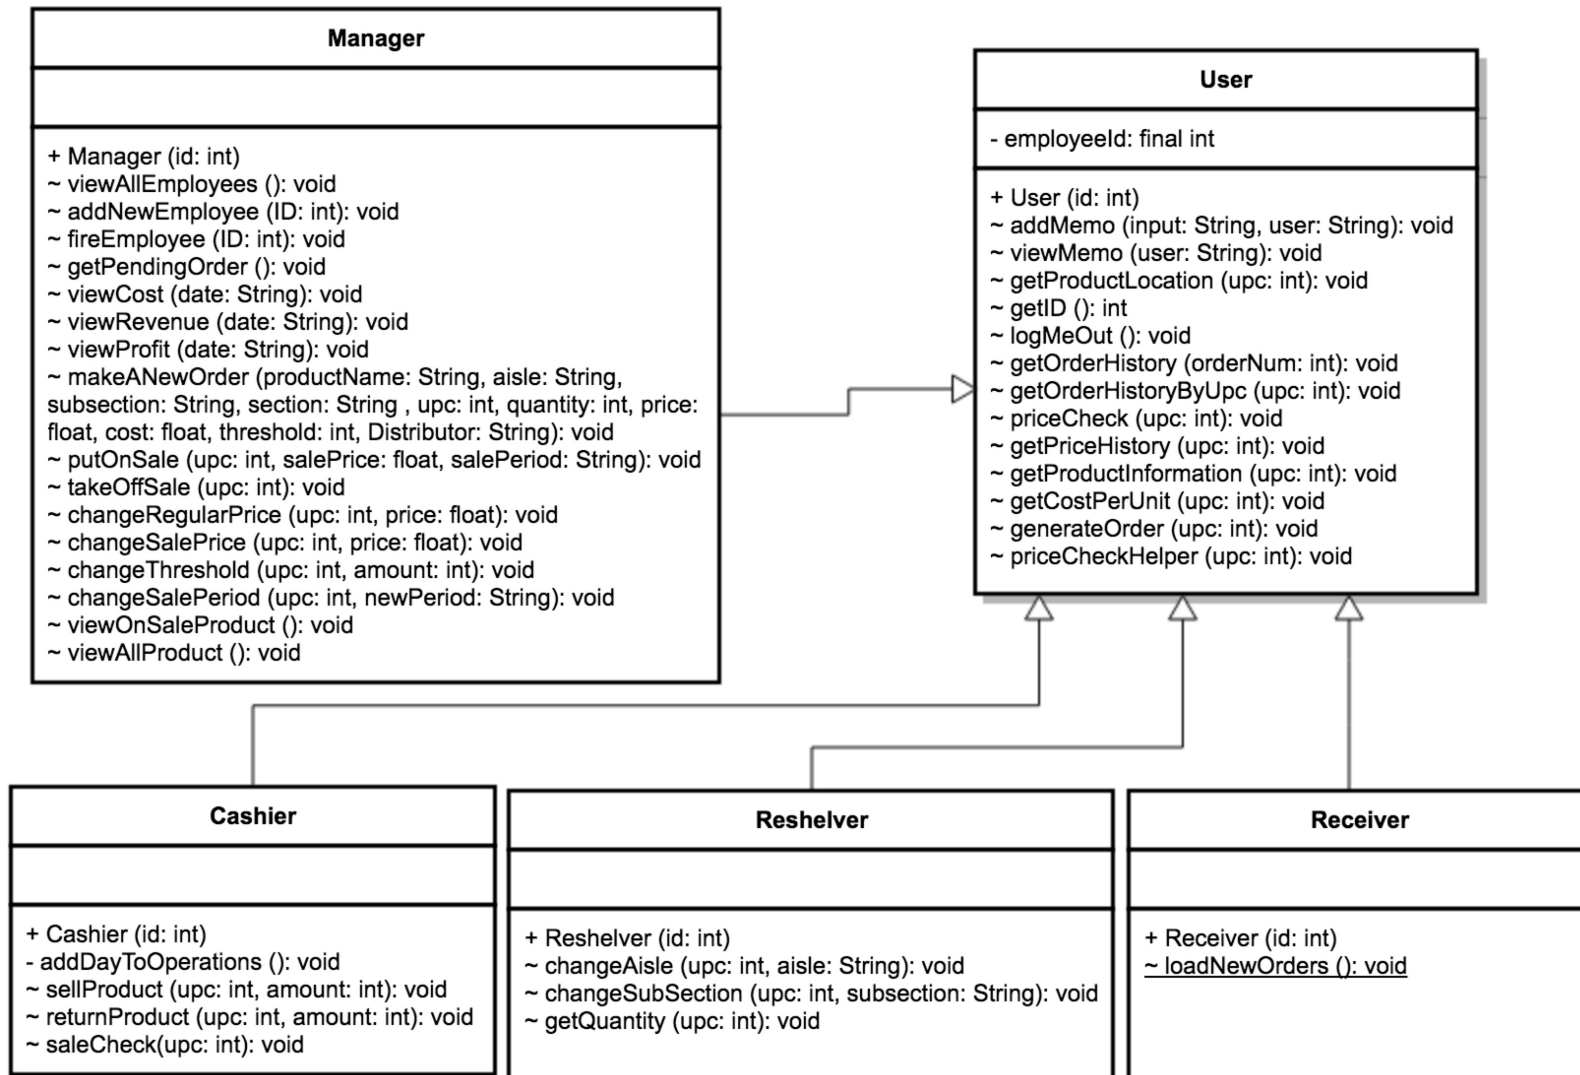 Manager
+ Manager (id: int)
~ viewAllEmployees (): void
~ addNewEmployee (ID: int): void
~ fireEmployee (ID: int): void
~ getPendingOrder (): void
~ viewCost (date: String): void
~ viewRevenue (date: String): void
~ viewProfit (date: String): void
~ makeANewOrder (productName: String, aisle: String,
subsection: String, section: String , upc: int, quantity: int, price:
float, cost: float, threshold: int, Distributor: String): void
~ putOnSale (upc: int, salePrice: float, salePeriod: String): void
~ takeOffSale (upc: int): void
~ changeRegularPrice (upc: int, price: float): void
~ changeSalePrice (upc: int, price: float): void
~ changeThreshold (upc: int, amount: int): void
~ changeSalePeriod (upc: int, newPeriod: String): void
~ viewOnSaleProduct (): void
~ viewAllProduct (): void
User
- employeeId: final int
+ User (id: int)
~ addMemo (input: String, user: String): void
~ viewMemo (user: String): void
~ getProductLocation (upc: int): void
~ getID (): int
~ logMeOut (): void
~ getOrderHistory (orderNum: int): void
~ getOrderHistoryByUpc (upc: int): void
~ priceCheck (upc: int): void
~ getPriceHistory (upc: int): void
~ getProductInformation (upc: int): void
~ getCostPerUnit (upc: int): void
~ generateOrder (upc: int): void
~ priceCheckHelper (upc: int): void
Cashier
+ Cashier (id: int)
- addDayToOperations (): void
~ sellProduct (upc: int, amount: int): void
~ returnProduct (upc: int, amount: int): void
~ saleCheck(upc: int): void
Reshelver
+ Reshelver (id: int)
~ changeAisle (upc: int, aisle: String): void
~ changeSubSection (upc: int, subsection: String): void
~ getQuantity (upc: int): void
Receiver
+ Receiver (id: int)
~ loadNewOrders (): void